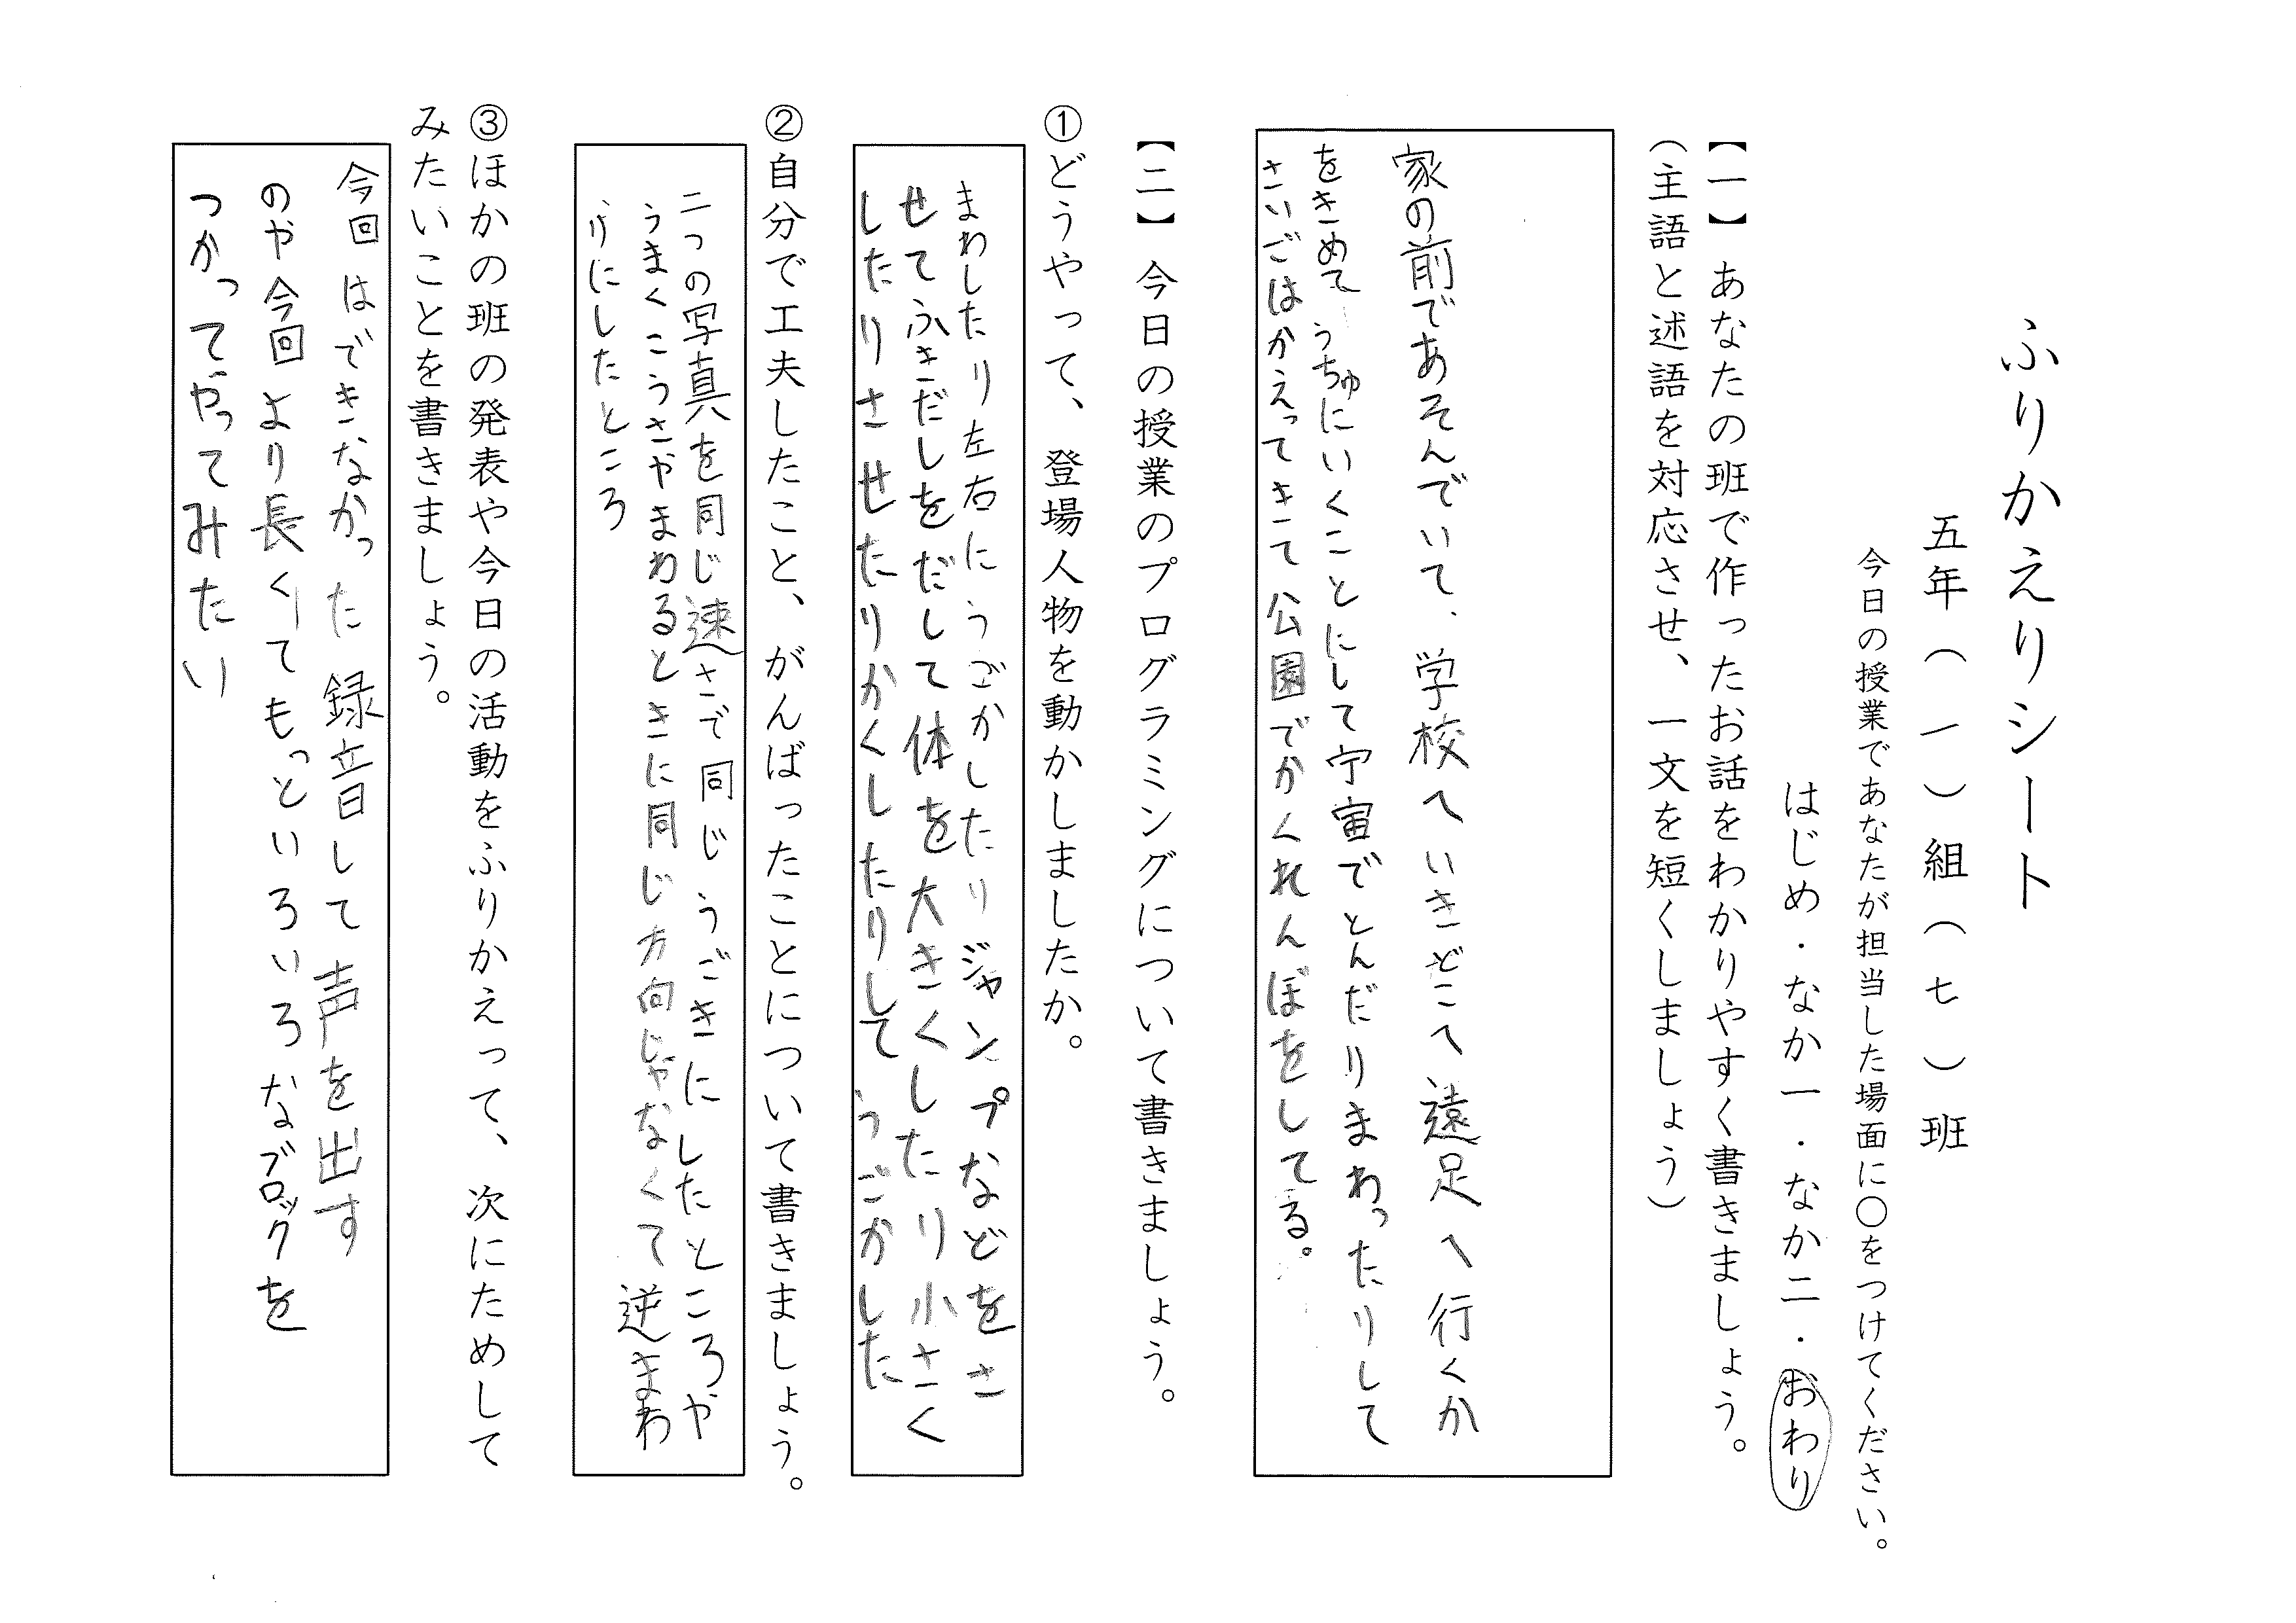 ふりかえりシート
五年（一）組（七）班
今日の授業であなたが担当した場面に〇をつけてください。
はじめ・なか一・なか二・おわり
【一】あなたの班で作ったお話をわかりやすく書きましょう。
（主語と述語を対応させ、一文を短くしましょう）
家の前であそんでいて、学校へいきどこへ遠足へ行くか
をきめてうちゅにいくことにして宇宙でとんだりまわったりして
さいごはかえってきて公園でかくれんぼをしてる。
【二】今日の授業のプログラミングについて書きましょう。
①どうやって、登場人物を動かしましたか。
まわしたり左右にうごかしたりジャンプなどをさ
せてふきだしをだして体を大きくしたり小さく
したりさせたりかくしたりしてうごかした
②自分で工夫したこと、がんばったことについて書きましょう。
二つの写真を同じ速さで同じうごきにしたところや
うまくこうさやまわるときに同じ方向じゃなくて逆まわ
りにしたところ
③ほかの班の発表や今日の活動をふりかえって、次にためして
みたいことを書きましょう。
今回はできなかった録音して声を出す
のや今回より長くしてもっといろいろなブロックを
つかってやってみたい